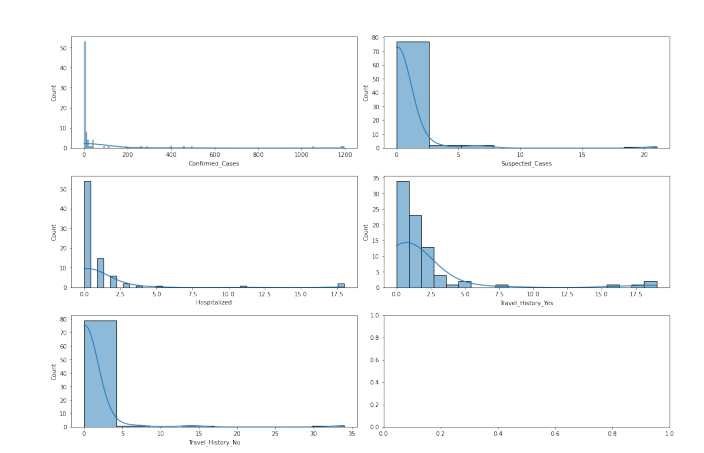 50
40
30
20
10
0
Count
0 200 400 600 800 1000 1200
Confirmed_Cases
80
70
60
50
40
30
20
10
0
Count
0 5 10 15 20
Suspected_Cases
50
40
30
20
10
0
Count
0.0 2.5 5.0 7.5 10.0 12.5 15.0 17.5
Hospitalized
35
30
25
20
15
10
5
0
Count
0.0 2.5 5.0 7.5 10.0 12.5 15.0 17.5
Travel_History_Yes
80
70
60
50
40
30
20
10
0
Count
0 5 10 15 20 25 30 35
Travel_History_No
1.0
0.8
0.6
0.4
0.2
0.0
0.0 0.2 0.4 0.6 0.8 1.0